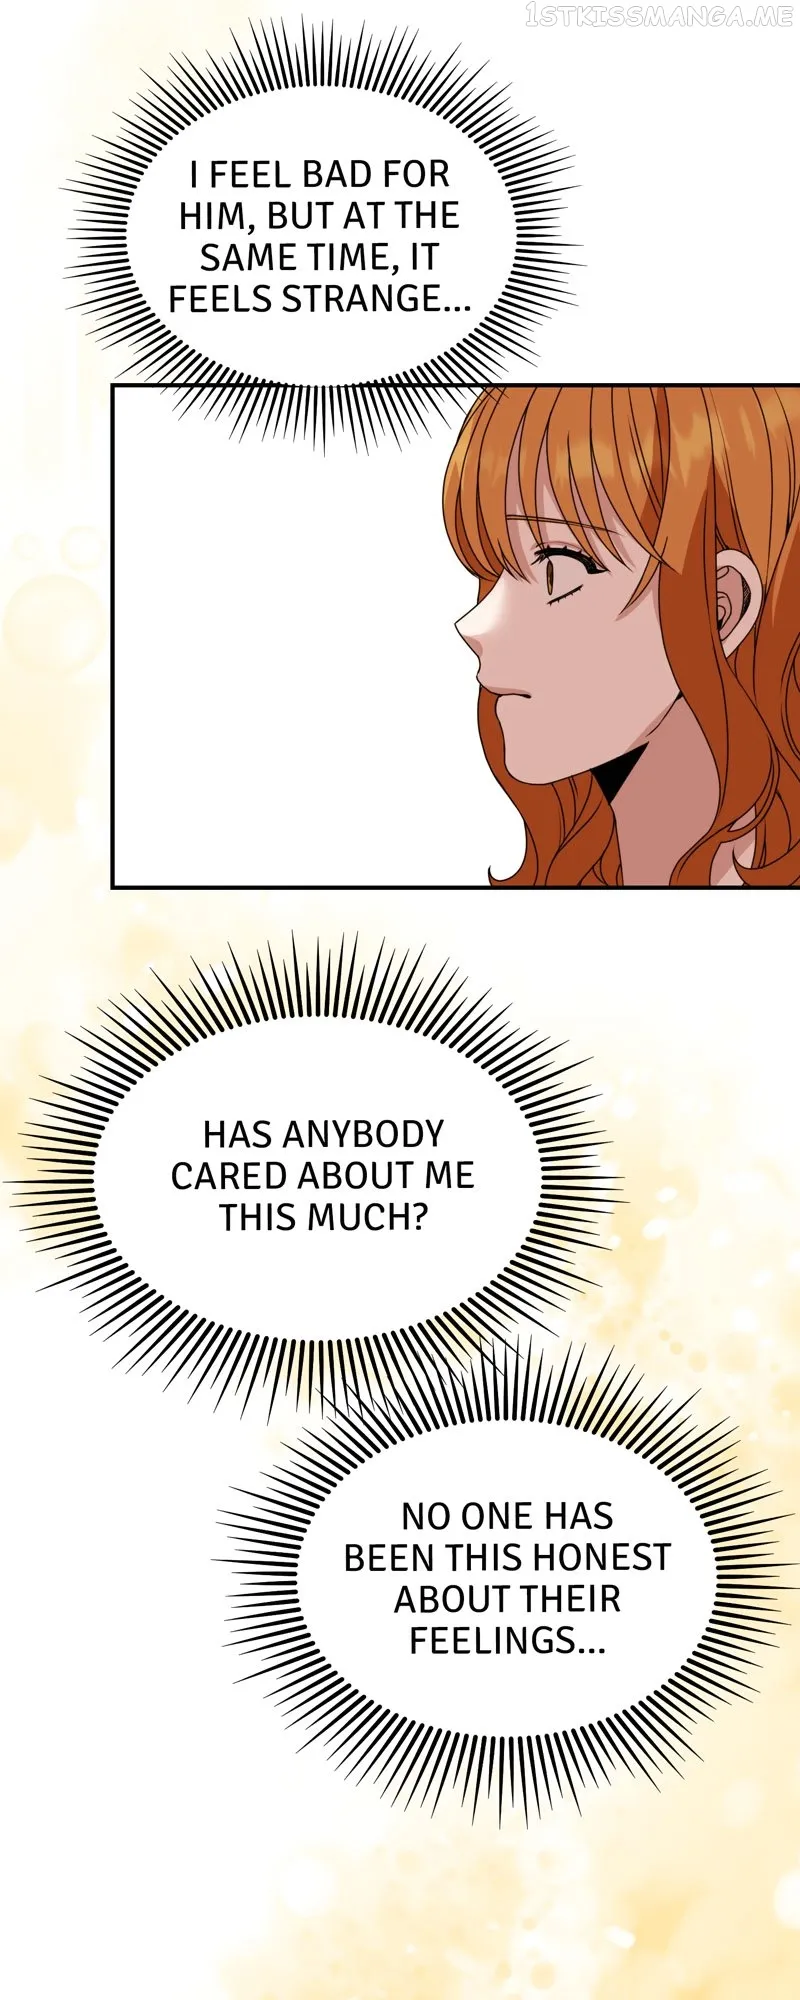 1STKISSMANGA.ME
I FEEL BAD FOR
HIM, BUT AT THE
SAME TIME, IT
FEELS STRANGE...
HAS ANYBODY
CARED ABOUT ME
THIS MUCH?
NO ONE HAS
BEEN THIS HONEST
ABOUT THEIR
FEELINGS...